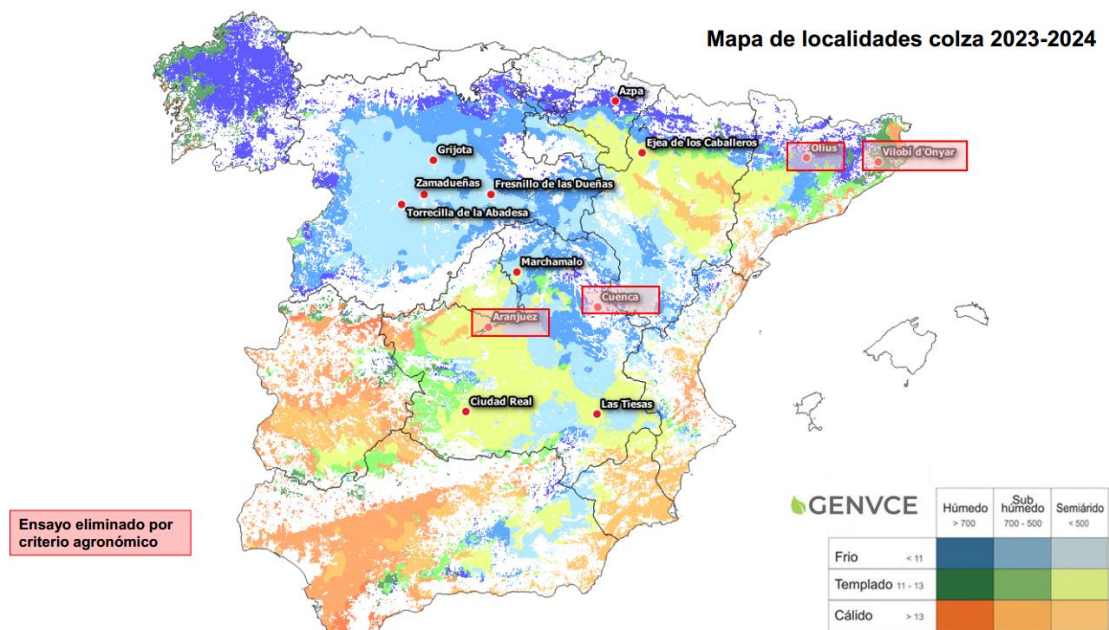 Mapa de localidades colza 2023-2024
Azpa
Ejea de los Caballeros
Olius
Vilobí d'Onyar
Grijota
Zamadueñas
Fresnillo de las Dueñas
Torrecilla de la Abadesa
Marchamalo
Cuenca
Aranjuez
Ciudad Real
Las Tiesas
Ensayo eliminado por
criterio agronómico
GENVCE
Húmedo
> 700
Sub
húmedo
700 - 500
Semiárido
< 500
Frio < 11
Templado 11 - 13
Cálido > 13